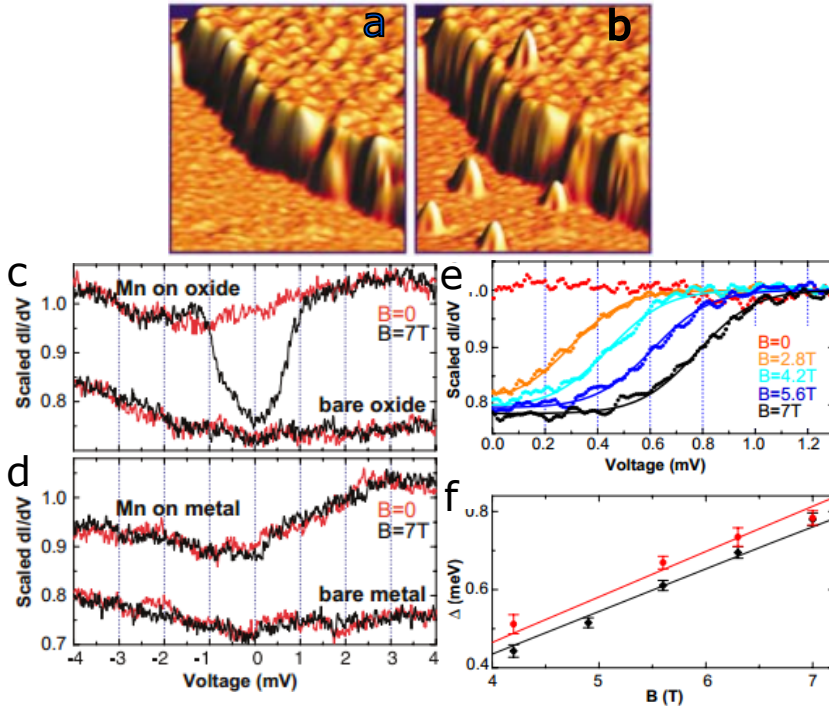 a
b
c
Scaled dI/dV
1.0
0.9
0.8
Mn on oxide
B=0
B=7T
bare oxide
d
Scaled dI/dV
1.0
0.9
0.8
0.7
Mn on metal
B=0
B=7T
bare metal
-4 -3 -2 -1 0 1 2 3 4
Voltage (mV)
e
Scaled dI/dV
1.0
0.9
0.8
B=0
B=2.8T
B=4.2T
B=5.6T
B=7T
0.0 0.2 0.4 0.6 0.8 1.0 1.2
Voltage (mV)
f
Δ (meV)
0.8
0.6
0.4
4 5 6 7
B (T)